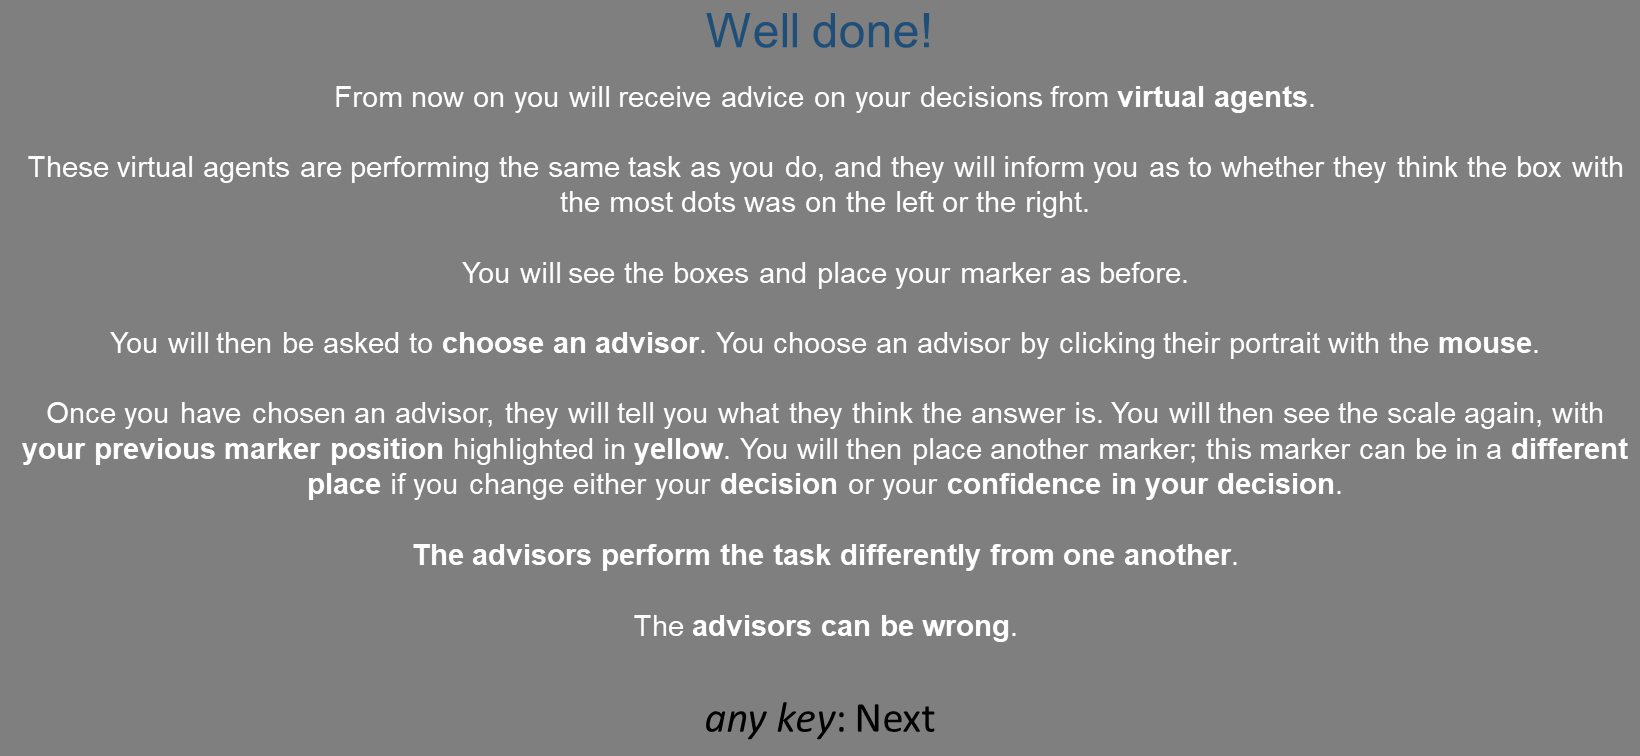 Well done!
From now on you will receive advice on your decisions from virtual agents.
These virtual agents are performing the same task as you do, and they will inform you as to whether they think the box with
the most dots was on the left or the right.
You will see the boxes and place your marker as before.
You will then be asked to choose an advisor. You choose an advisor by clicking their portrait with the mouse.
Once you have chosen an advisor, they will tell you what they think the answer is. You will then see the scale again, with
your previous marker position highlighted in yellow. You will then place another marker; this marker can be in a different
place if you change either your decision or your confidence in your decision.
The advisors perform the task differently from one another.
The advisors can be wrong.
any key: Next